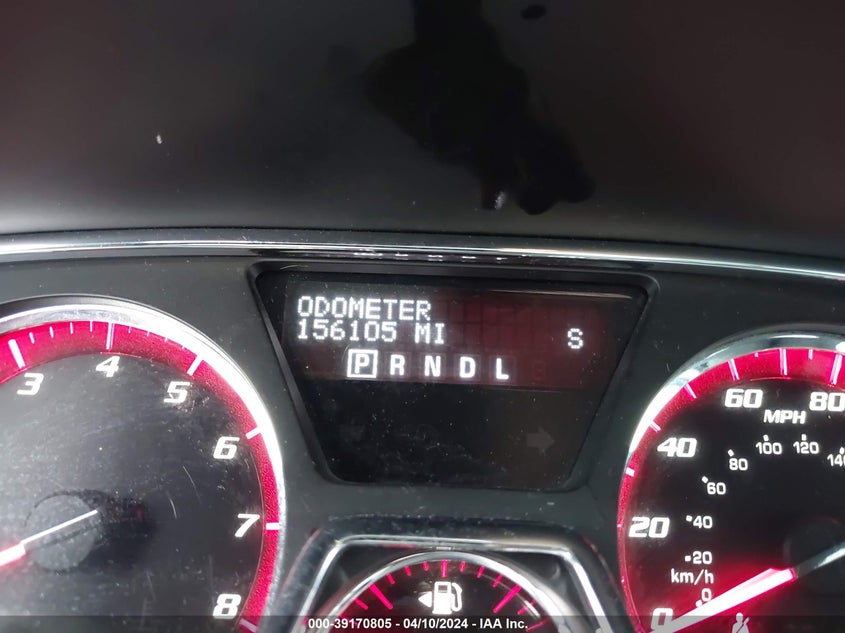 ODOMETER
156105 MI S
P R N D L
3 4 5 6 7 8
0 20 40 60 80
MPH
0 20 40 60 80 100 120
km/h
000-39170805 - 04/10/2024 - IAA Inc.